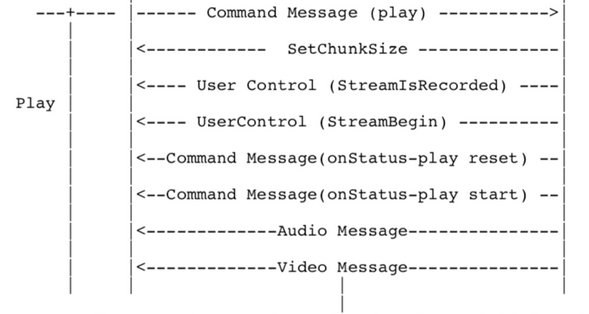 ---+---- |------ Command Message (play) ----------->|
|<------------ SetChunkSize --------------|
|<---- User Control (StreamIsRecorded) ----|
Play
|<---- UserControl (StreamBegin) ----------|
|<--Command Message(onStatus-play reset) --|
|<--Command Message(onStatus-play start) --|
|<-------------Audio Message---------------|
|<-------------Video Message---------------|